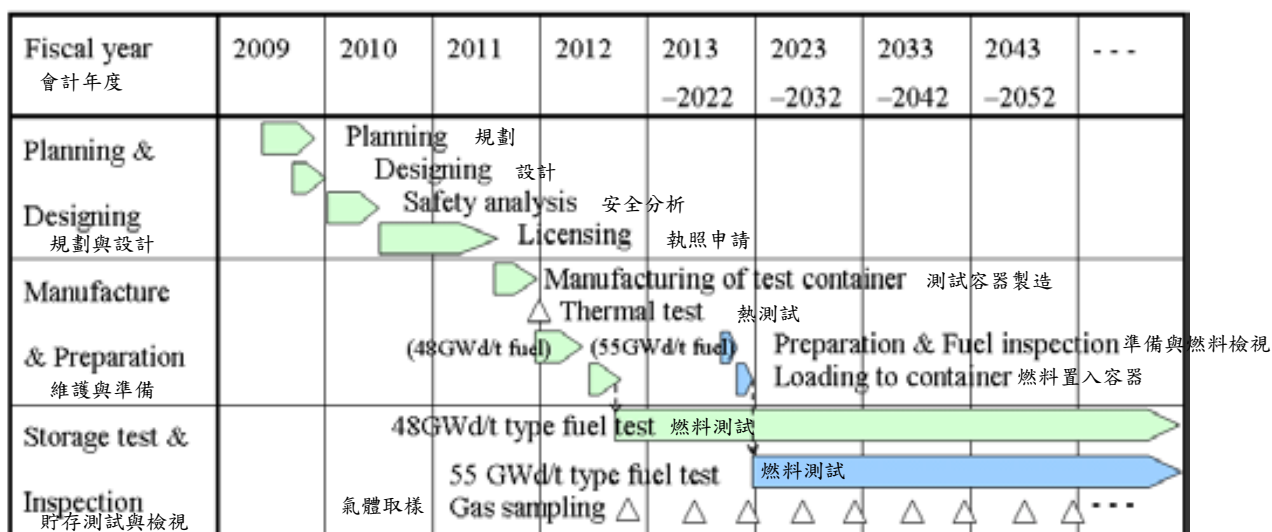 Fiscal year 2009 2010 2011 2012 2013 2023 2033 2043 - - -
會計年度
–2022 –2032 –2042 –2052
Planning &
Planning 規劃
Designing 設計
Designing
Safety analysis 安全分析
規劃與設計
Licensing 執照申請
Manufacture
Manufacturing of test container 測試容器製造
Thermal test 熱測試
& Preparation
(48GWd/t fuel) (55GWd/t fuel) Preparation & Fuel inspection 準備與燃料檢視
維護與準備
Loading to container 燃料置入容器
Storage test &
48GWd/t type fuel test 燃料測試
55 GWd/t type fuel test 燃料測試
Inspection
氣體取樣 Gas sampling - - -
貯存測試與檢視